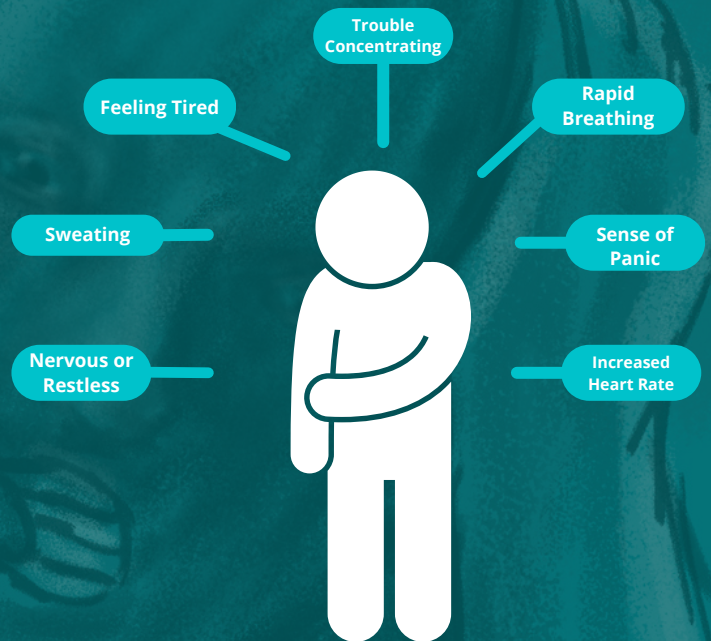 Trouble
Concentrating
Feeling Tired
Rapid
Breathing
Sweating
Sense of
Panic
Nervous or
Restless
Increased
Heart Rate